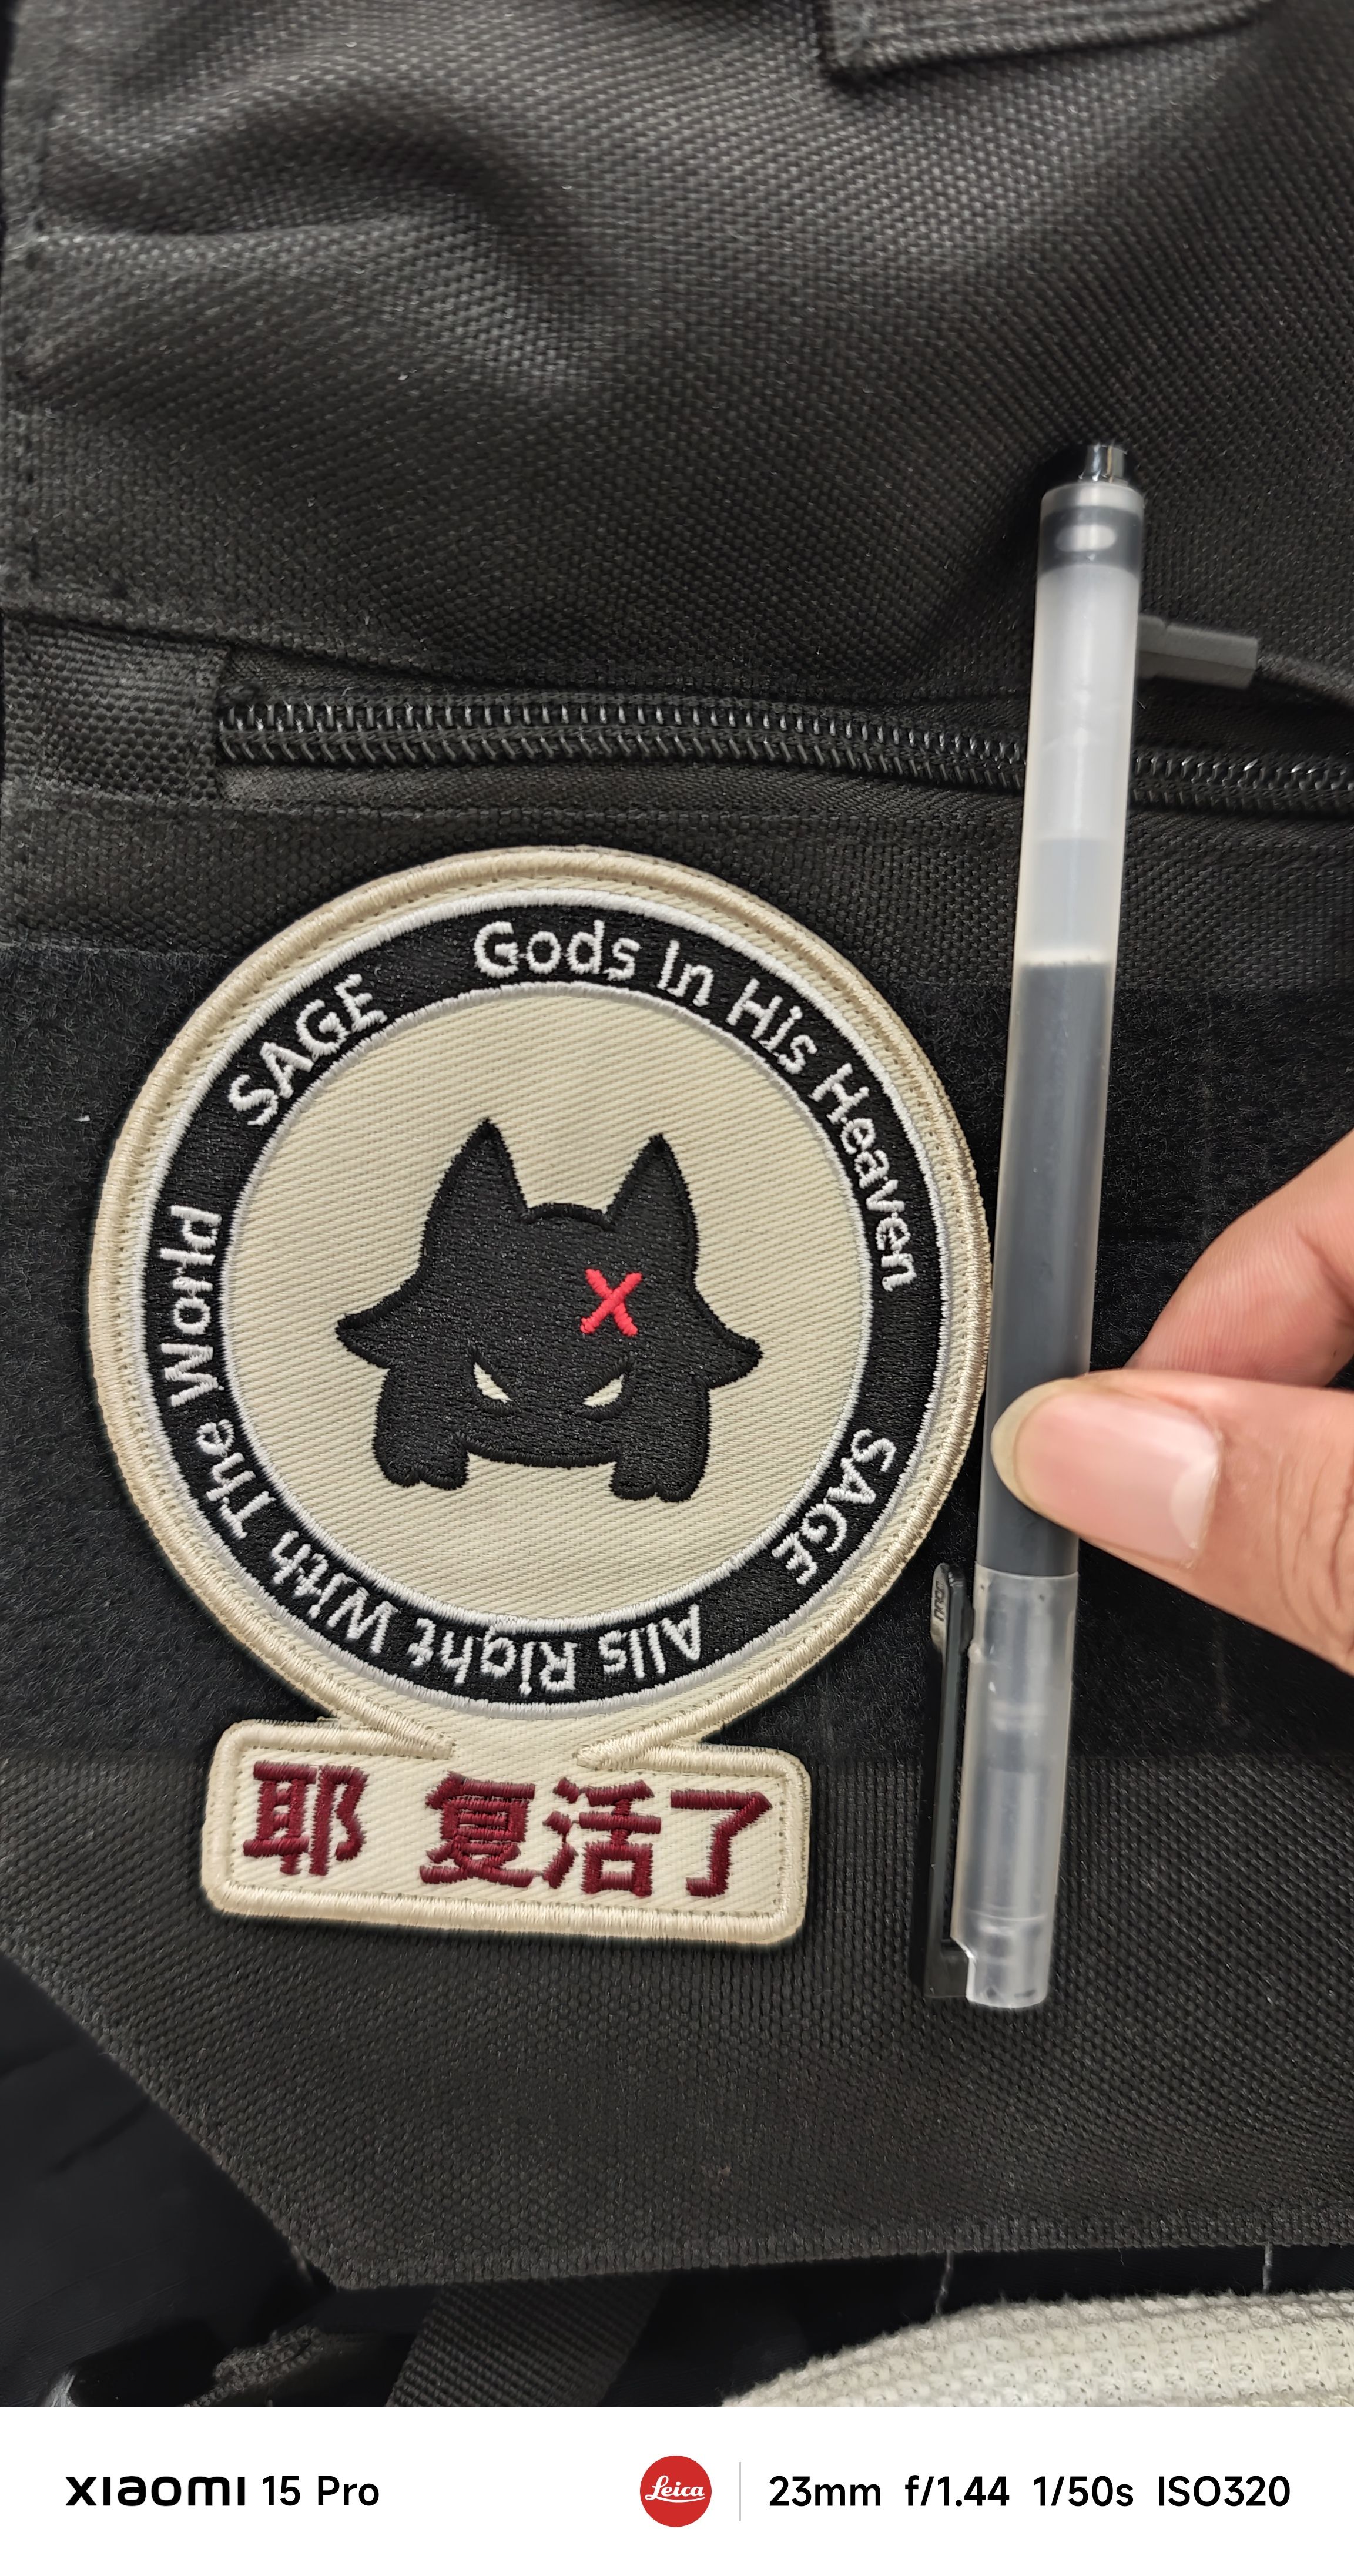 SAGE
Gods In His Heaven
SAGE
Alls Right With The World
耶 复活了
xiaomi 15 Pro
Leica
23mm f/1.44 1/50s ISO320